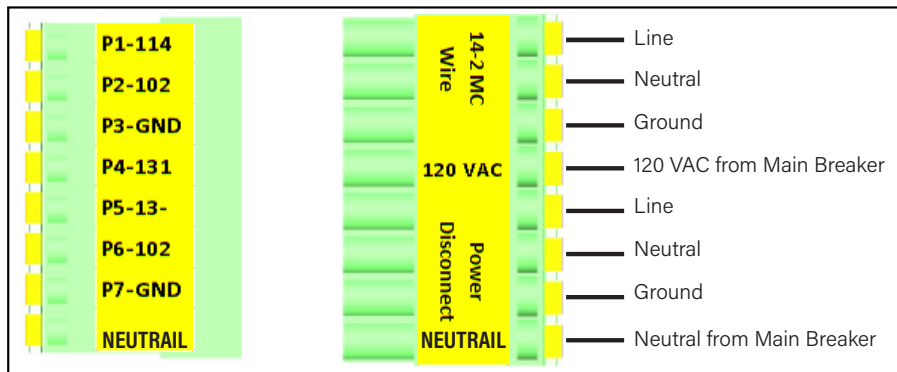 P1-114
P2-102
P3-GND
P4-131
P5-13-
P6-102
P7-GND
NEUTRAIL
14-2 MC
Wire
120 VAC
Power
Disconnect
NEUTRAIL
Line
Neutral
Ground
120 VAC from Main Breaker
Line
Neutral
Ground
Neutral from Main Breaker